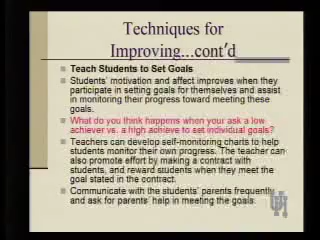 Techniques for
Improving...cont'd
Teach Students to Set Goals
Students' motivation and affect improves when they
participate in setting goals for themselves and assist
in monitoring their progress toward meeting these
goals.
What do you think happens when your ask a low
achiever vs. a high achieve to set individual goals?
Teachers can develop self-monitoring charts to help
students monitor their own progress. The teacher can
also promote effort by making a contract with
students, and reward students when they meet the
goal stated in the contract.
Communicate with the students' parents frequently
and ask for parents' help in meeting the goals.
UH